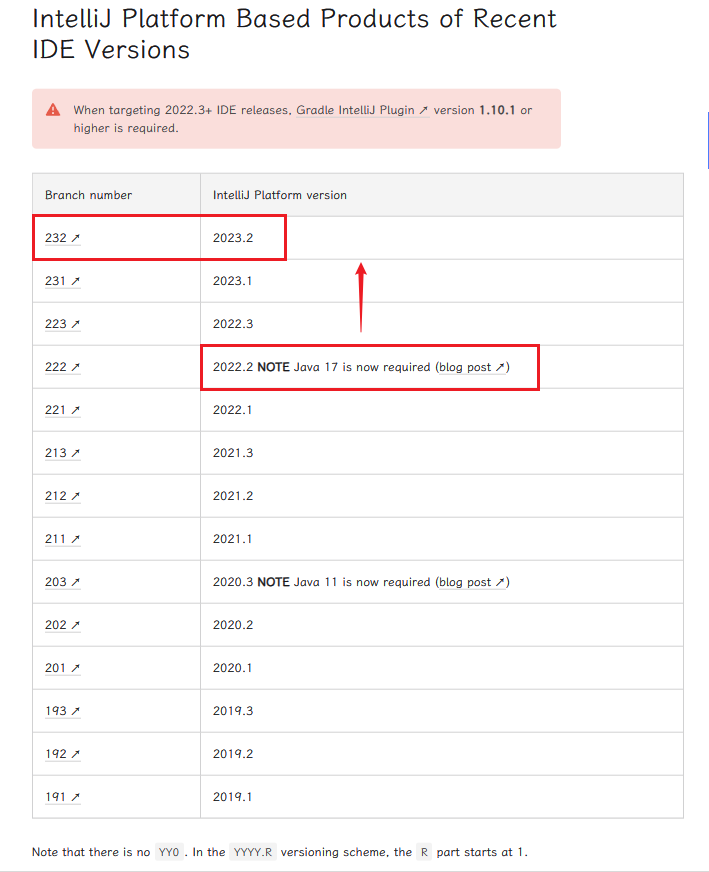 IntelliJ Platform Based Products of Recent
IDE Versions
When targeting 2022.3+ IDE releases, Gradle IntelliJ Plugin ↗ version 1.10.1 or
higher is required.
Branch number IntelliJ Platform version
232 ↗ 2023.2
231 ↗ 2023.1
223 ↗ 2022.3
222 ↗ 2022.2 NOTE Java 17 is now required (blog post ↗)
221 ↗ 2022.1
213 ↗ 2021.3
212 ↗ 2021.2
211 ↗ 2021.1
203 ↗ 2020.3 NOTE Java 11 is now required (blog post ↗)
202 ↗ 2020.2
201 ↗ 2020.1
193 ↗ 2019.3
192 ↗ 2019.2
191 ↗ 2019.1
Note that there is no YY0 . In the YYYY.R versioning scheme, the R part starts at 1.